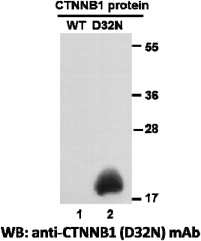 CTNNB1 protein
WT D32N
55
36
28
17
1 2
WB: anti-CTNNB1 (D32N) mAb